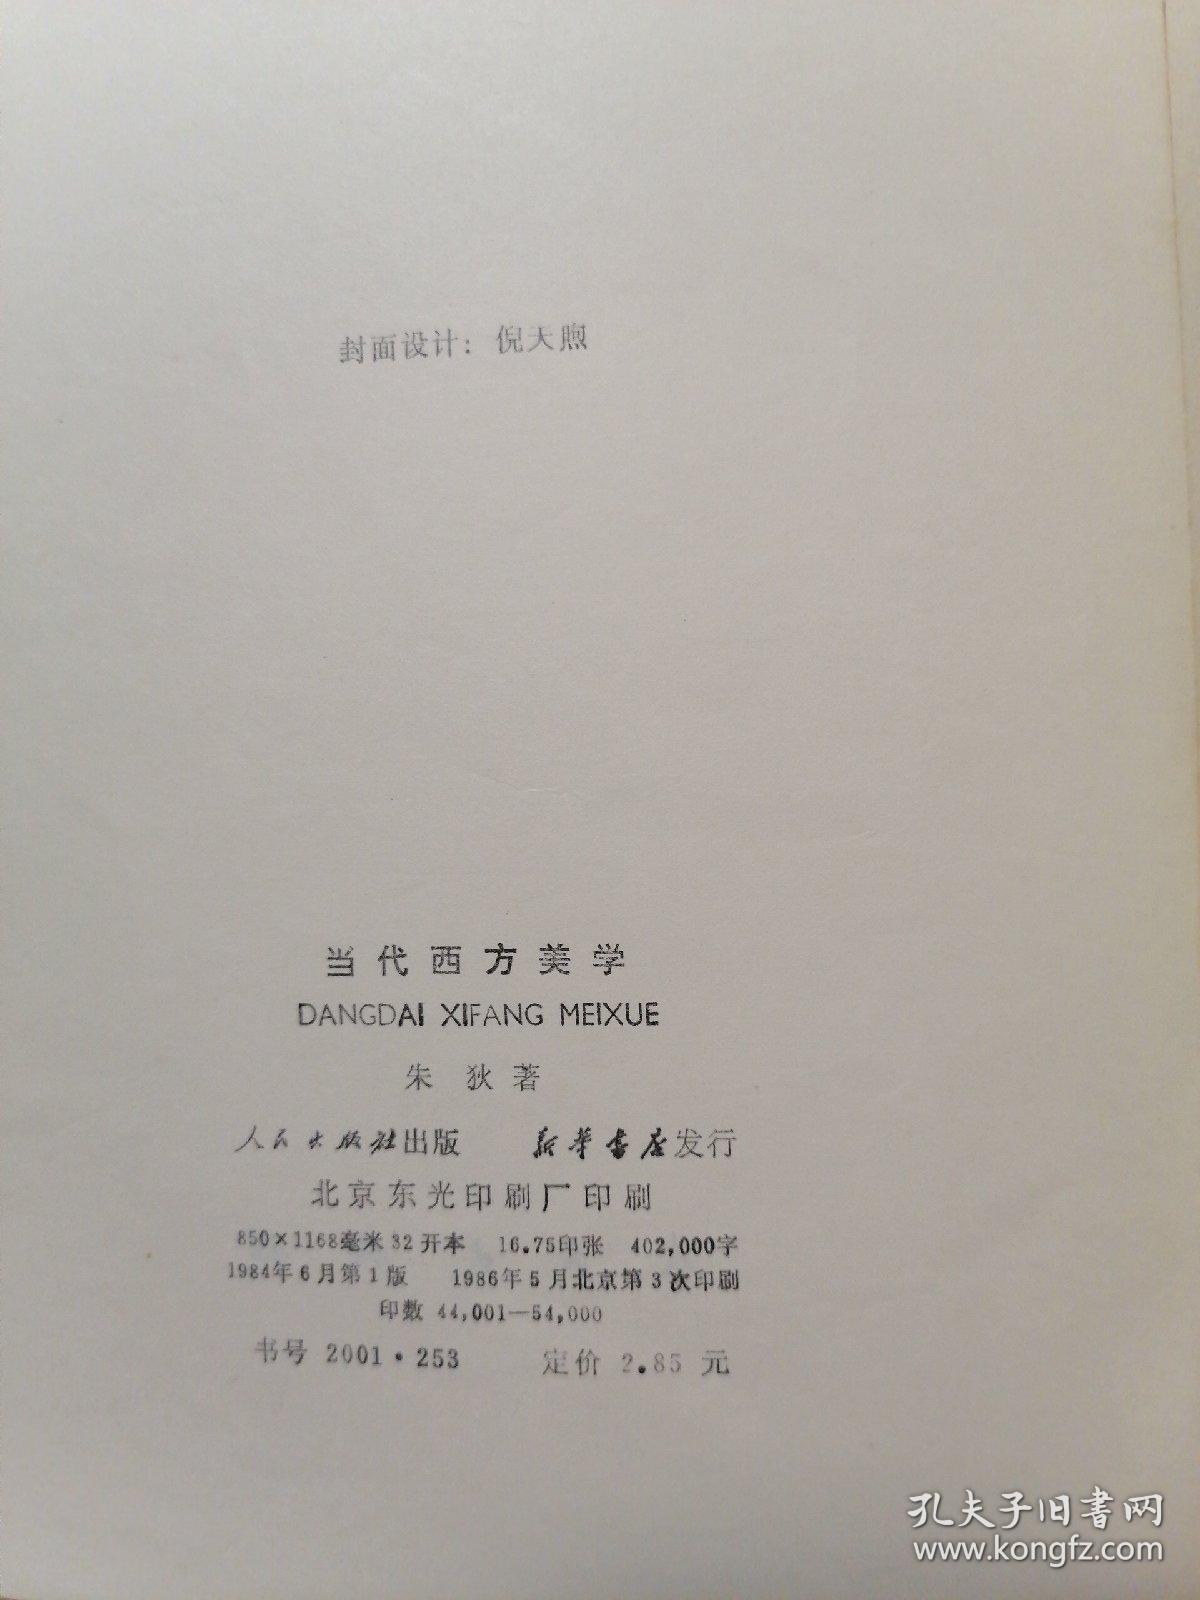 封面设计：倪天煦
当代西方美学
DANGDAI XIFANG MEIXUE
朱 狄 著
人民出版社出版 新华书店发行
北京东光印刷厂印刷
850×1168毫米 32开本 16.75印张 402,000字
1984年6月第1版 1986年5月北京第3次印刷
印数 44,001—54,000
书号 2001·253 定价 2.85 元
孔夫子旧书网
www.kongfz.com